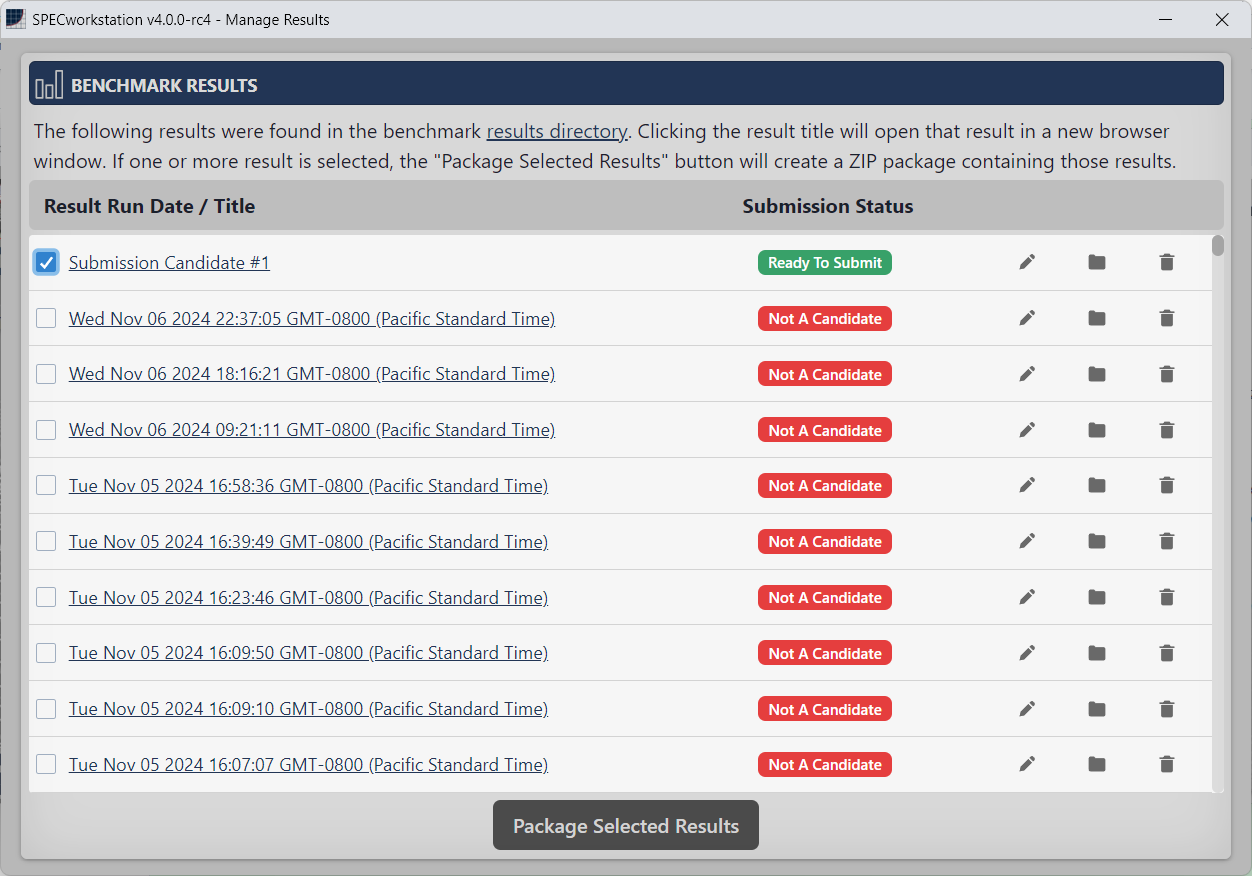 SPECworkstation v4.0.0-rc4 - Manage Results
BENCHMARK RESULTS
The following results were found in the benchmark results directory. Clicking the result title will open that result in a new browser
window. If one or more result is selected, the "Package Selected Results" button will create a ZIP package containing those results.
Result Run Date / Title Submission Status
Submission Candidate #1 Ready To Submit
Wed Nov 06 2024 22:37:05 GMT-0800 (Pacific Standard Time) Not A Candidate
Wed Nov 06 2024 18:16:21 GMT-0800 (Pacific Standard Time) Not A Candidate
Wed Nov 06 2024 09:21:11 GMT-0800 (Pacific Standard Time) Not A Candidate
Tue Nov 05 2024 16:58:36 GMT-0800 (Pacific Standard Time) Not A Candidate
Tue Nov 05 2024 16:39:49 GMT-0800 (Pacific Standard Time) Not A Candidate
Tue Nov 05 2024 16:23:46 GMT-0800 (Pacific Standard Time) Not A Candidate
Tue Nov 05 2024 16:09:50 GMT-0800 (Pacific Standard Time) Not A Candidate
Tue Nov 05 2024 16:09:10 GMT-0800 (Pacific Standard Time) Not A Candidate
Tue Nov 05 2024 16:07:07 GMT-0800 (Pacific Standard Time) Not A Candidate
Package Selected Results